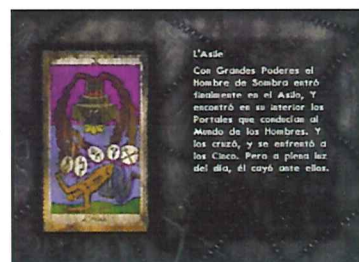 L'Asile
Con Grandes Poderes el
Hombre de Sombra entró
finalmente en el Asilo, Y
encontró en su interior los
Portales que conducían al
Mundo de los Hombres. Y
los cruzó, y se enfrentó a
los Cinco. Pero a plena luz
del día, él cayó ante ellos.